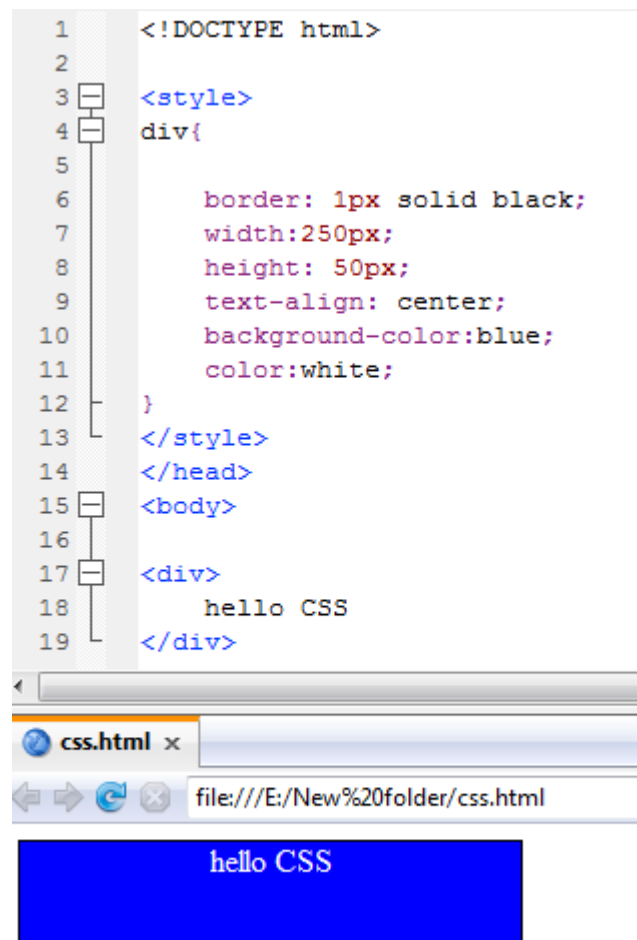 1 <!DOCTYPE html>
2
3 <style>
4 div{
5
6 border: 1px solid black;
7 width:250px;
8 height: 50px;
9 text-align: center;
10 background-color:blue;
11 color:white;
12 }
13 </style>
14 </head>
15 <body>
16
17 <div>
18 hello CSS
19 </div>
css.html x
file:///E:/New%20folder/css.html
hello CSS